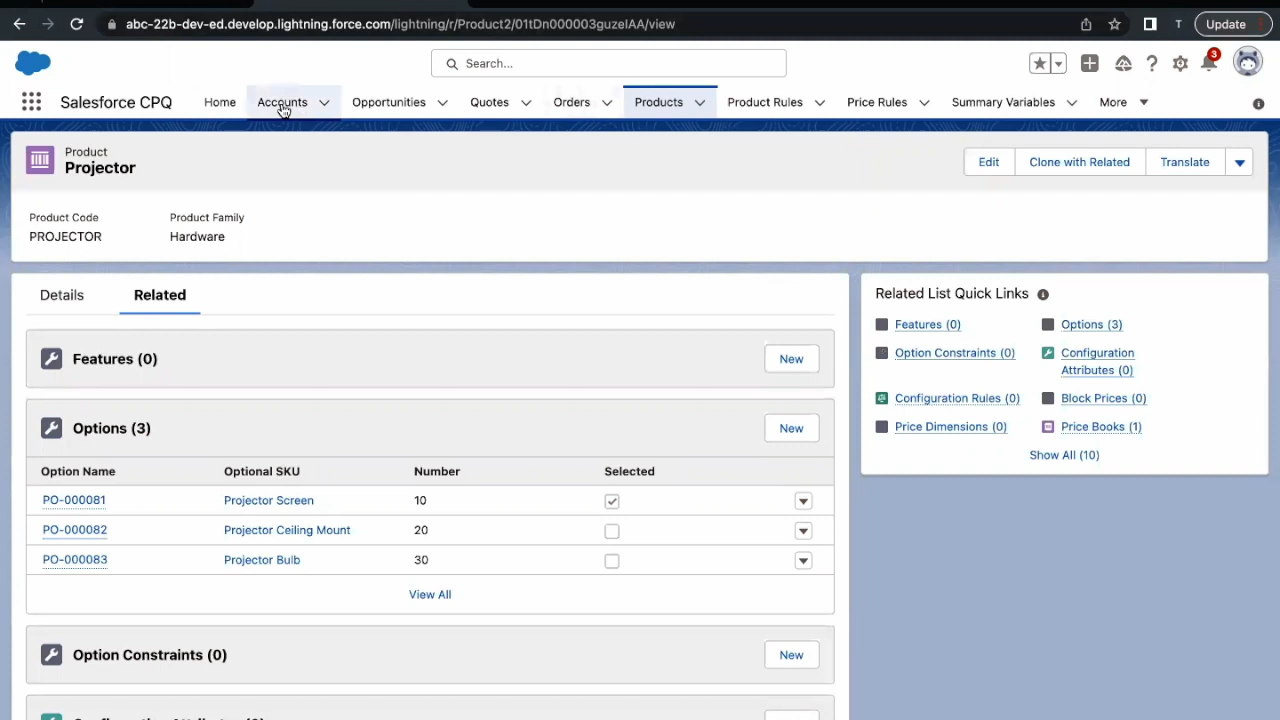 abc-22b-dev-ed.develop.lightning.force.com/lightning/r/Product2/01tDn000003guzeIAA/view
T
Update
Search...
3
Salesforce CPQ
Home
Accounts
Opportunities
Quotes
Orders
Products
Product Rules
Price Rules
Summary Variables
More
Product
Projector
Edit
Clone with Related
Translate
Product Code
Product Family
PROJECTOR
Hardware
Details
Related
Features (0)
New
Options (3)
New
Option Name Optional SKU Number Selected
PO-000081 Projector Screen 10
PO-000082 Projector Ceiling Mount 20
PO-000083 Projector Bulb 30
View All
Option Constraints (0)
New
Related List Quick Links
Features (0)
Options (3)
Option Constraints (0)
Configuration
Attributes (0)
Configuration Rules (0)
Block Prices (0)
Price Dimensions (0)
Price Books (1)
Show All (10)